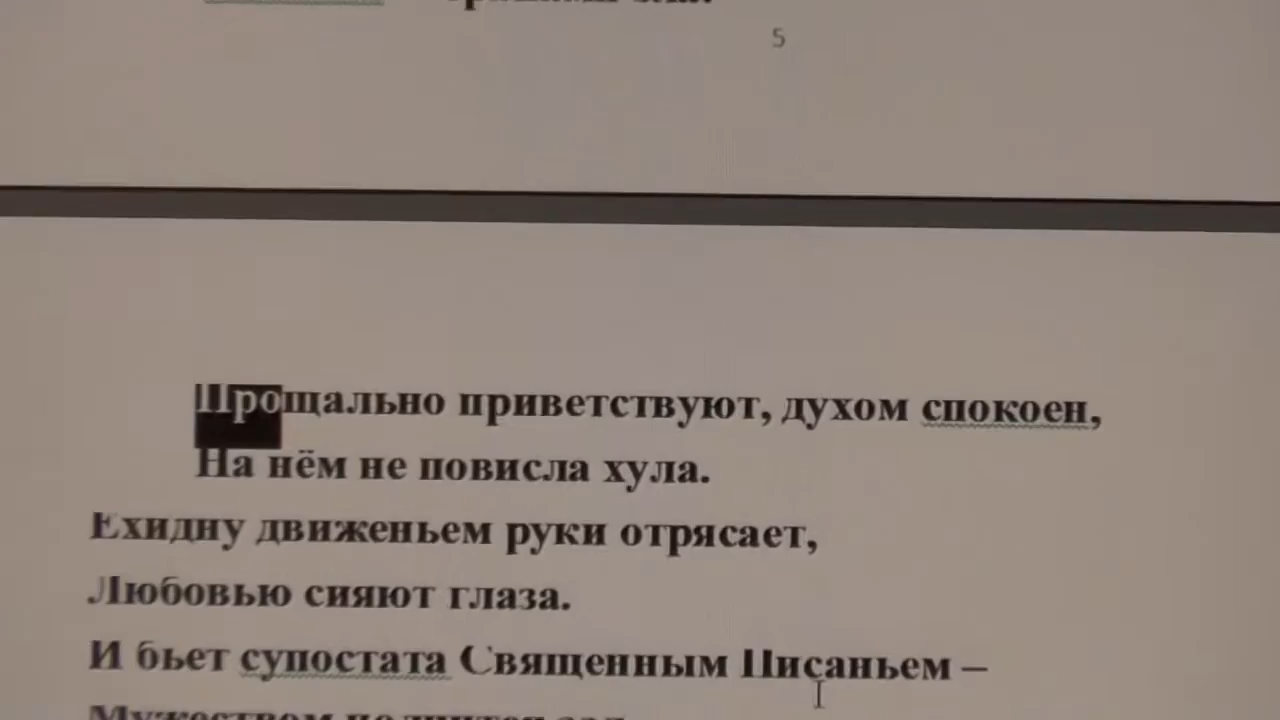 5
Прощально приветствуют, духом спокоен,
На нём не повисла хула.
Ехидну движеньем руки отрясает,
Любовью сияют глаза.
И бьет супостата Священным Писаньем –